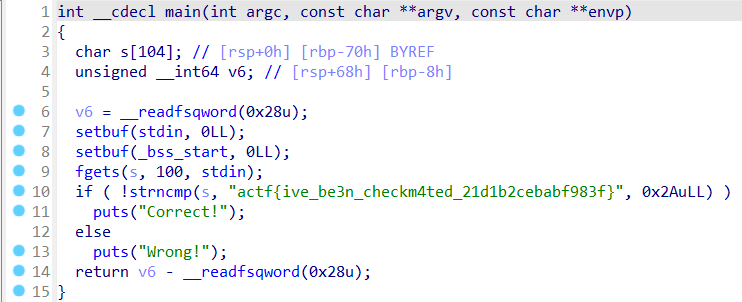 1 int __cdecl main(int argc, const char **argv, const char **envp)
2 {
3 char s[104]; // [rsp+0h] [rbp-70h] BYREF
4 unsigned __int64 v6; // [rsp+68h] [rbp-8h]
5
6 v6 = __readfsqword(0x28u);
7 setbuf(stdin, 0LL);
8 setbuf(_bss_start, 0LL);
9 fgets(s, 100, stdin);
10 if ( !strncmp(s, "actf{ive_be3n_checkm4ted_21d1b2cebabf983f}", 0x2AuLL) )
11 puts("Correct!");
12 else
13 puts("Wrong!");
14 return v6 - __readfsqword(0x28u);
15 }